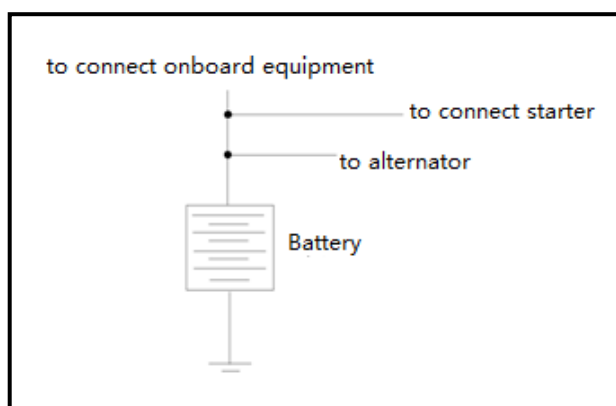 to connect onboard equipment
to connect starter
to alternator
Battery